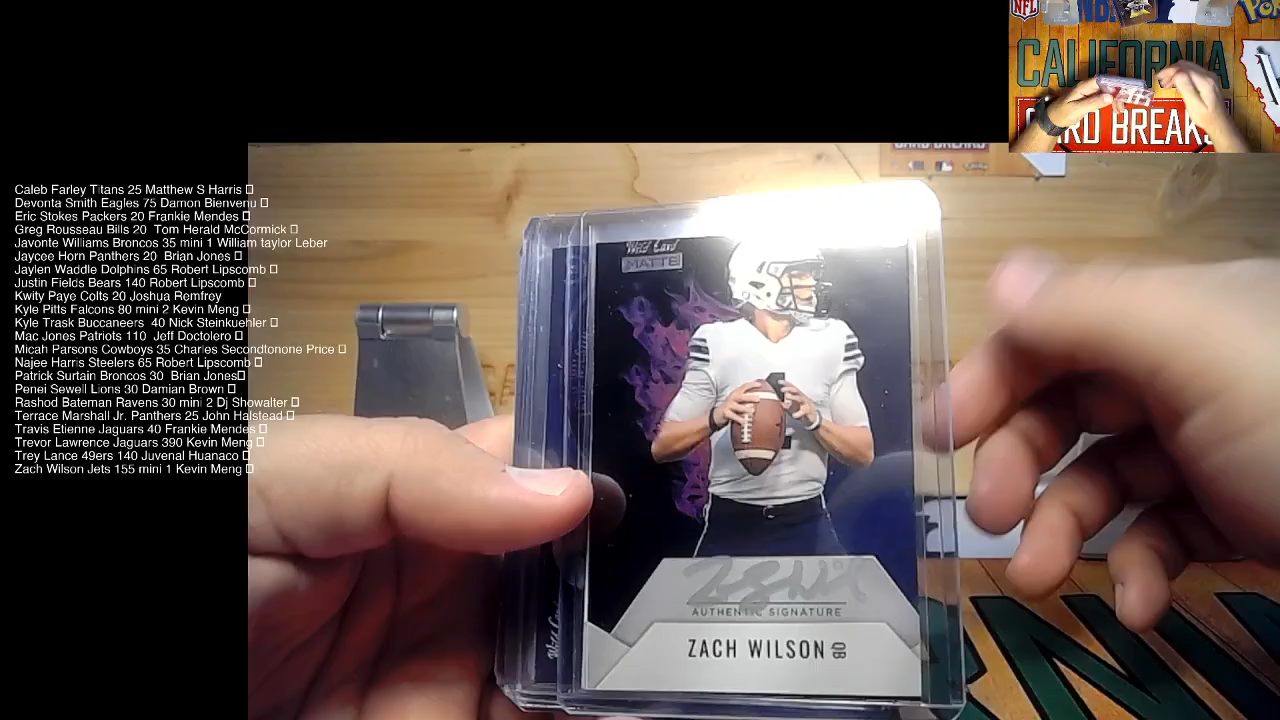 NFL
CALIFORNIA
CARD BREAKS
Caleb Farley Titans 25 Matthew S Harris
Devonta Smith Eagles 75 Damon Bienvenu
Eric Stokes Packers 20 Frankie Mendes
Greg Rousseau Bills 20 Tom Herald McCormick
Javonte Williams Broncos 35 mini 1 William taylor Leber
Jaycee Horn Panthers 20 Brian Jones
Jaylen Waddle Dolphins 65 Robert Lipscomb
Justin Fields Bears 140 Robert Lipscomb
Kwity Paye Colts 20 Joshua Remfrey
Kyle Pitts Falcons 80 mini 2 Kevin Meng
Kyle Trask Buccaneers 40 Nick Steinkuehler
Mac Jones Patriots 110 Jeff Doctolero
Micah Parsons Cowboys 35 Charles Secondtonone Price
Najee Harris Steelers 65 Robert Lipscomb
Patrick Surtain Broncos 30 Brian Jones
Penei Sewell Lions 30 Damian Brown
Rashod Bateman Ravens 30 mini 2 Dj Showalter
Terrace Marshall Jr. Panthers 25 John Halstead
Travis Etienne Jaguars 40 Frankie Mendes
Trevor Lawrence Jaguars 390 Kevin Meng
Trey Lance 49ers 140 Juvenal Huanaco
Zach Wilson Jets 155 mini 1 Kevin Meng
CARD BREAKS
Wild Card
MATTE
AUTHENTIC SIGNATURE
ZACH WILSON QB
Wild Card